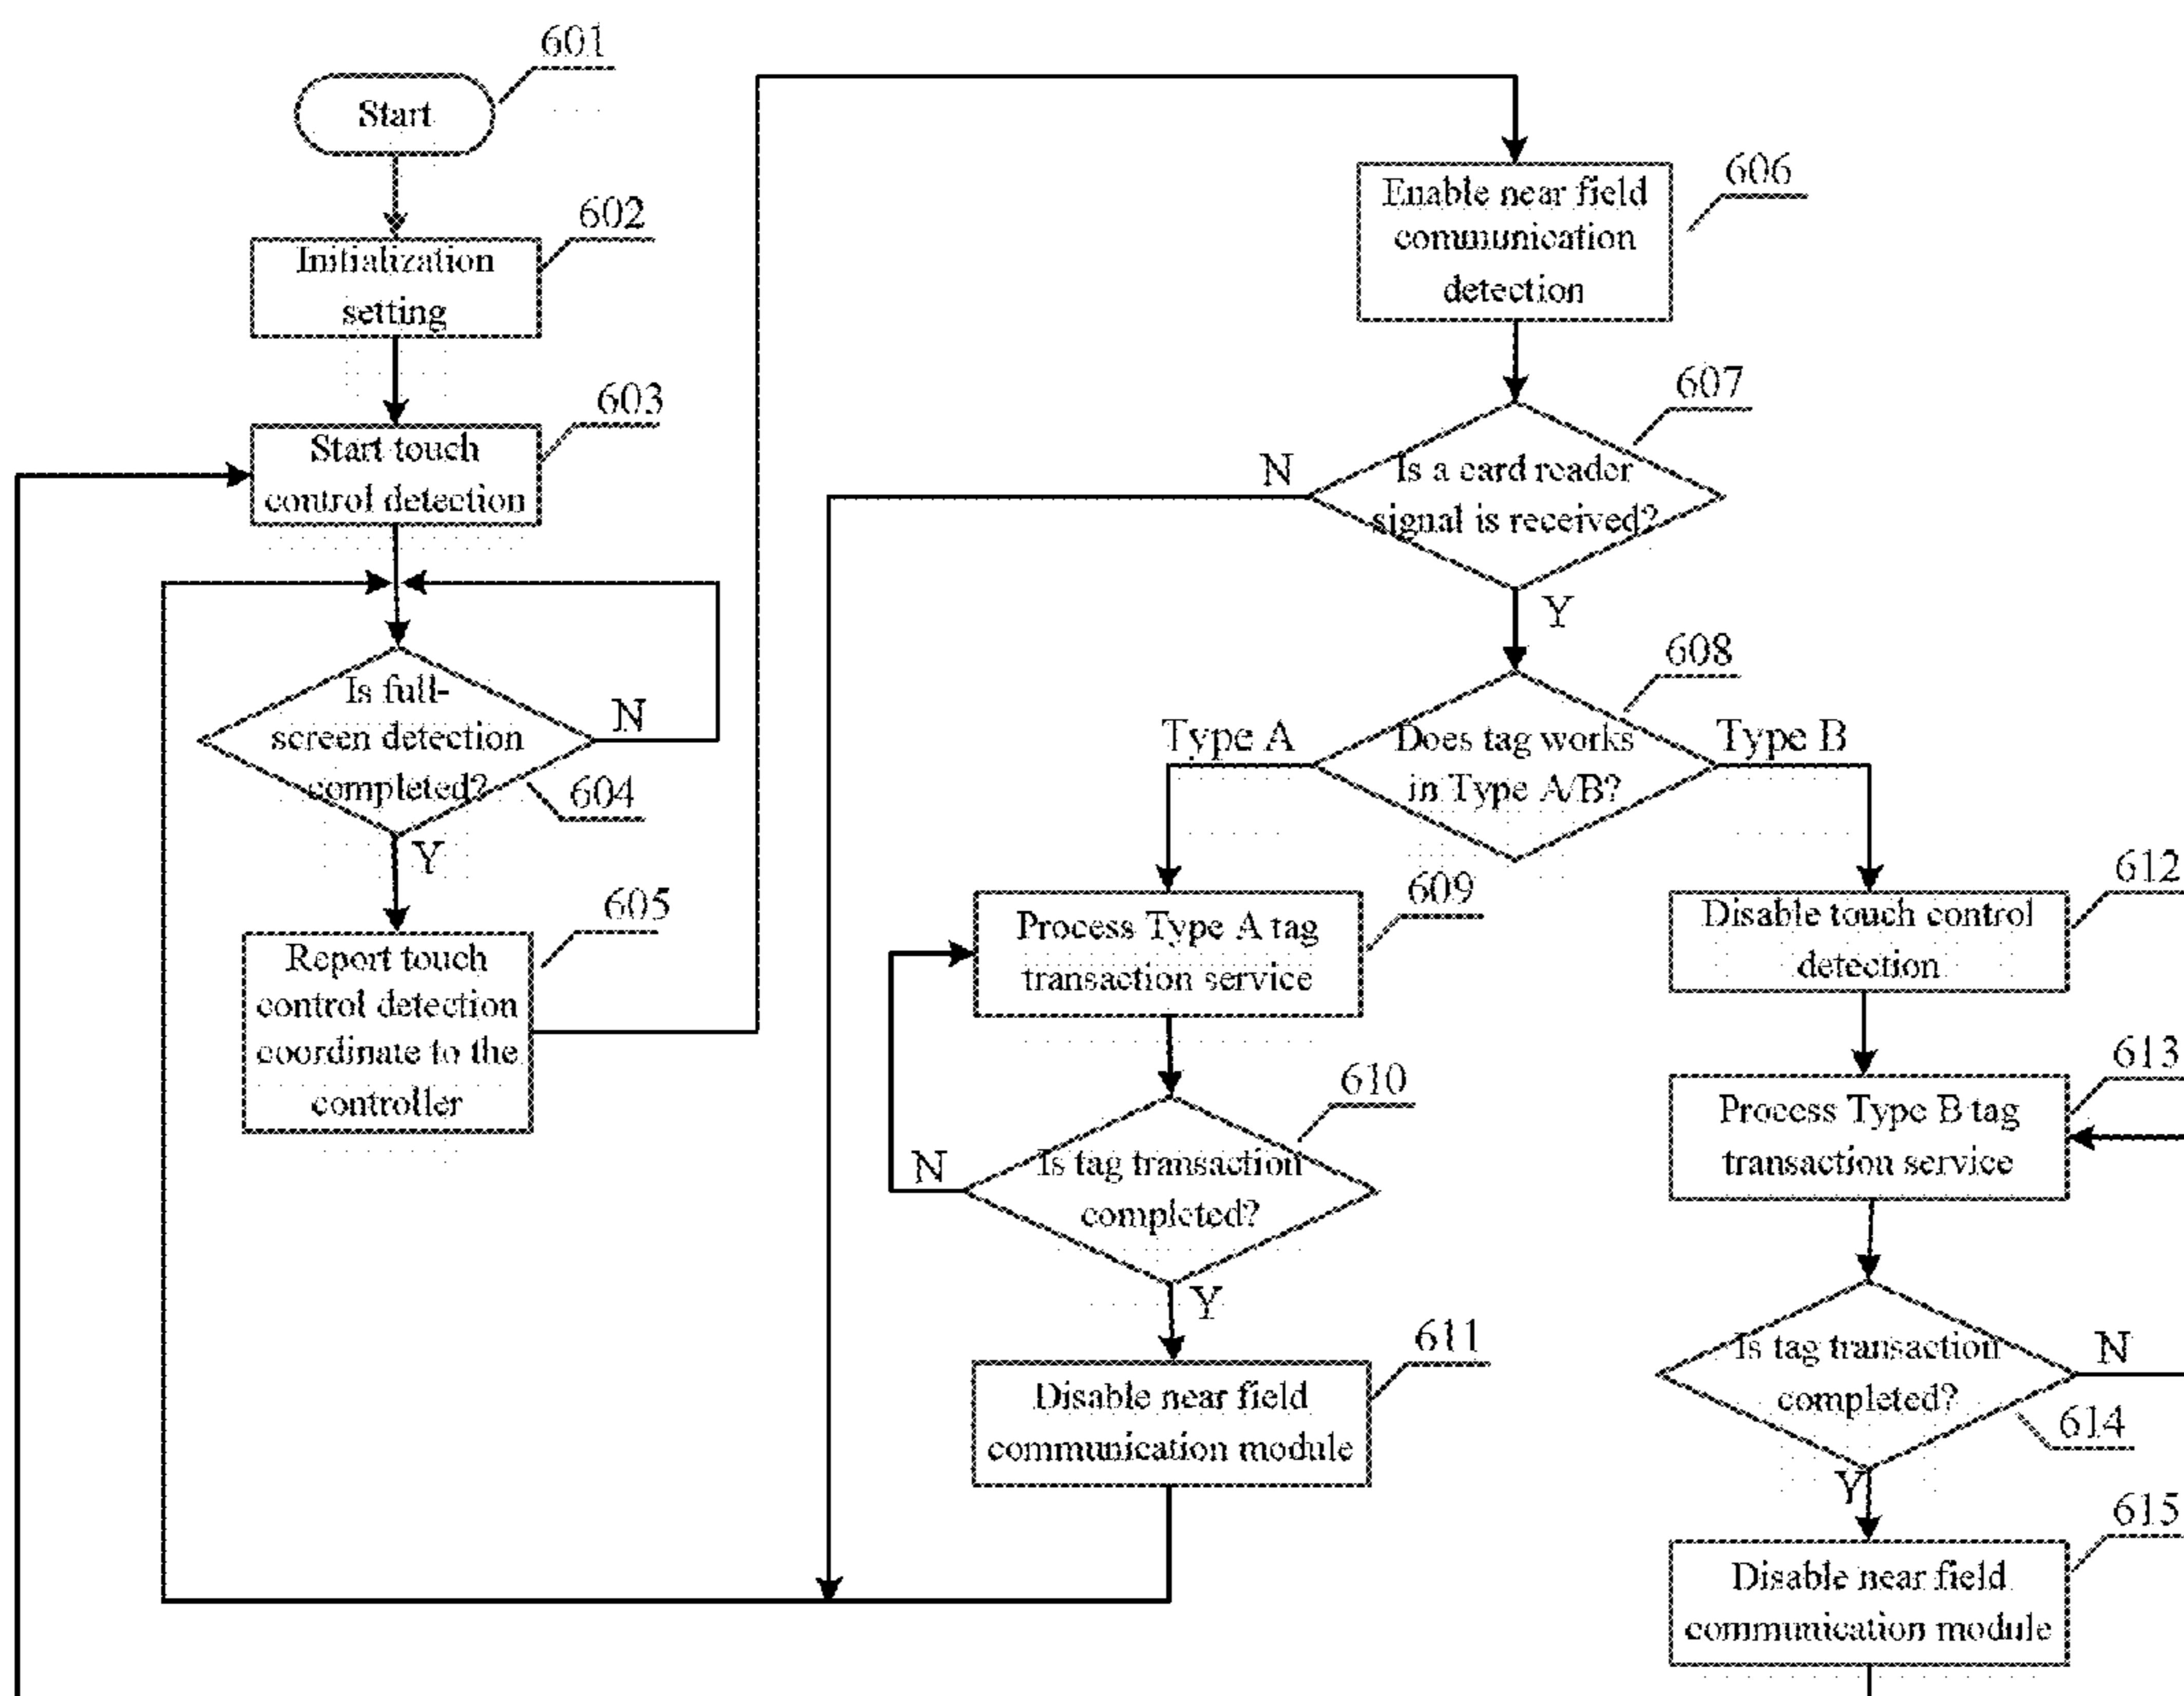 601
Start
602
Initialization
setting
603
Start touch
control detection
Is full-
screen detection
completed?
N
604
Y
605
Report touch
control detection
coordinate to the
controller
606
Enable near field
communication
detection
607
N
Is a card reader
signal is received?
Y
608
Type A
Does tag works
in Type A/B?
Type B
609
Process Type A tag
transaction service
610
N
Is tag transaction
completed?
Y
611
Disable near field
communication module
612
Disable touch control
detection
613
Process Type B tag
transaction service
Is tag transaction
completed?
N
614
Y
615
Disable near field
communication module